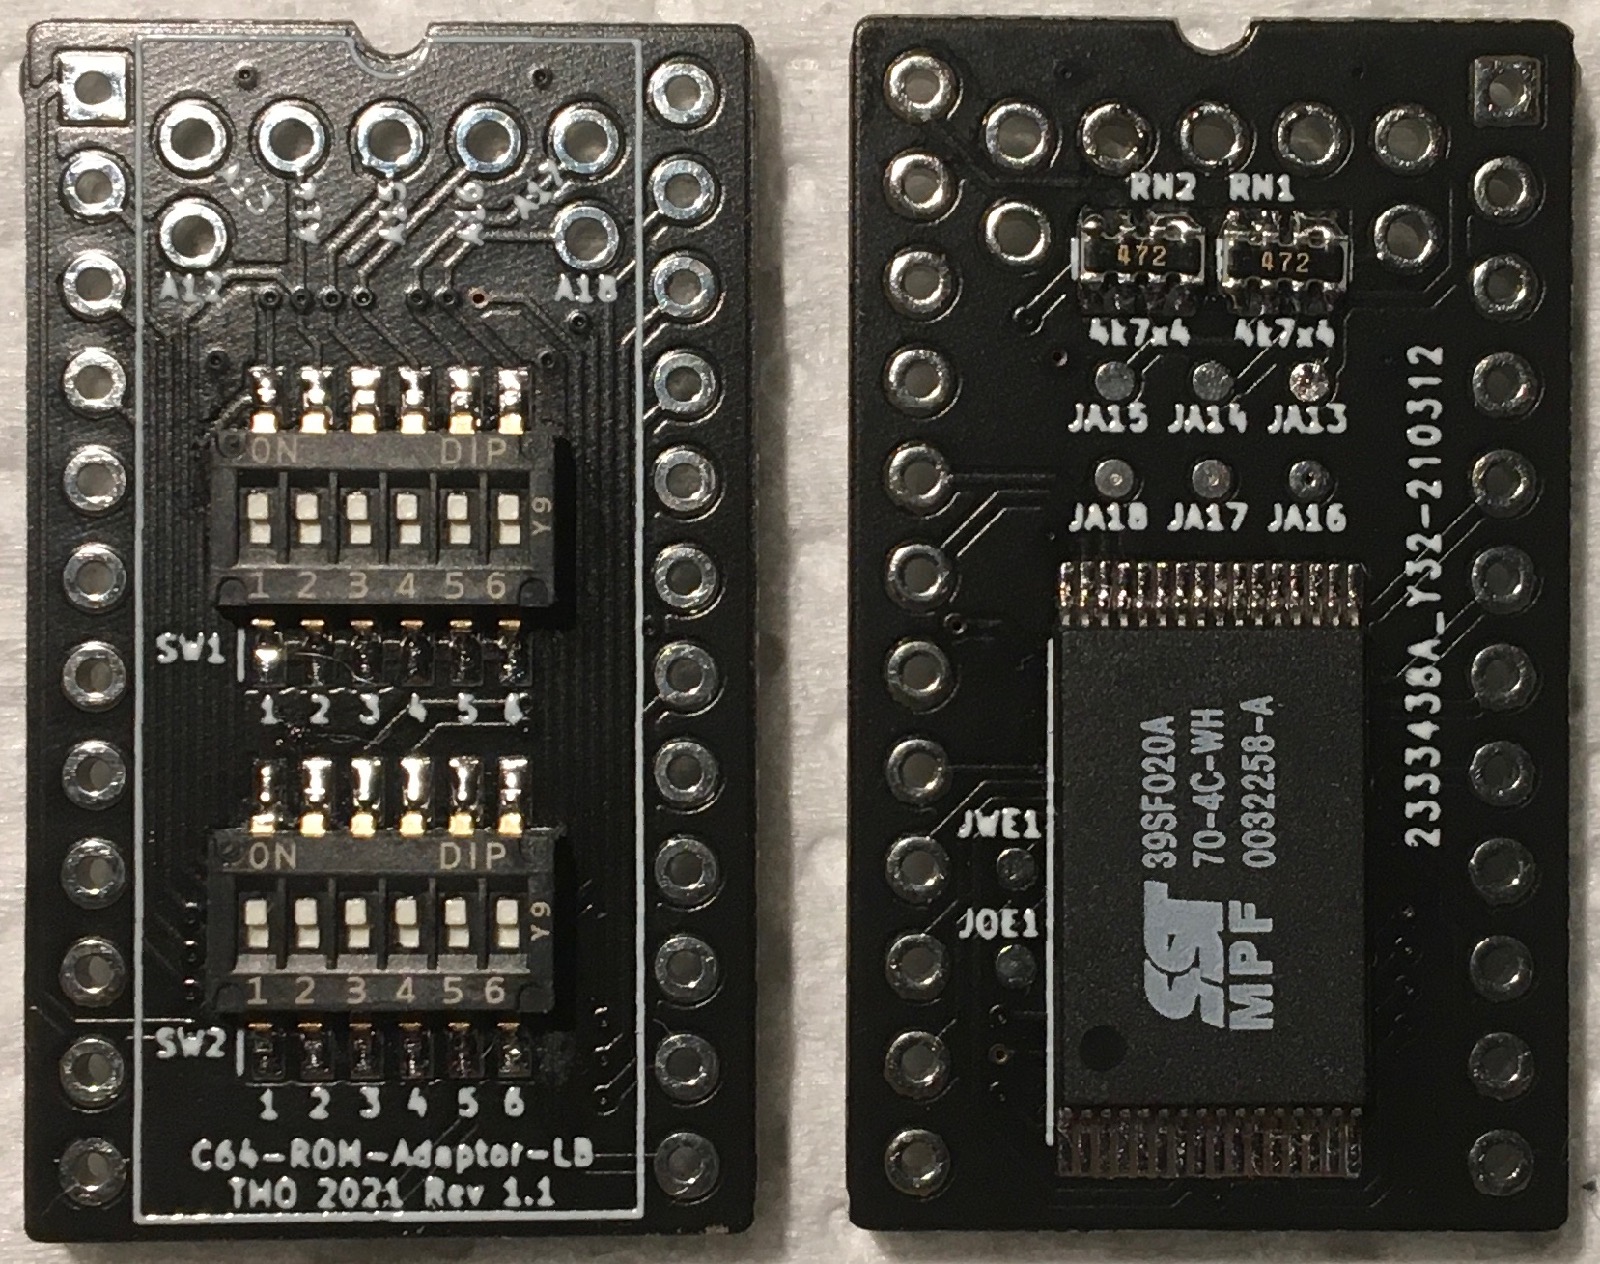 A13 A14 A15 A16 A17
A12 A18
ON DIP
Y9
1 2 3 4 5 6
SW1
1 2 3 4 5 6
ON DIP
Y9
1 2 3 4 5 6
SW2
1 2 3 4 5 6
C64-ROM-Adaptor-LB
TMO 2021 Rev 1.1
RN2 RN1
472 472
4k7x4 4k7x4
JA15 JA14 JA13
JA18 JA17 JA16
2333438A_Y32-210312
JWE1
JOE1
SST
MPF
39SF020A
70-4C-WH
0032258-A